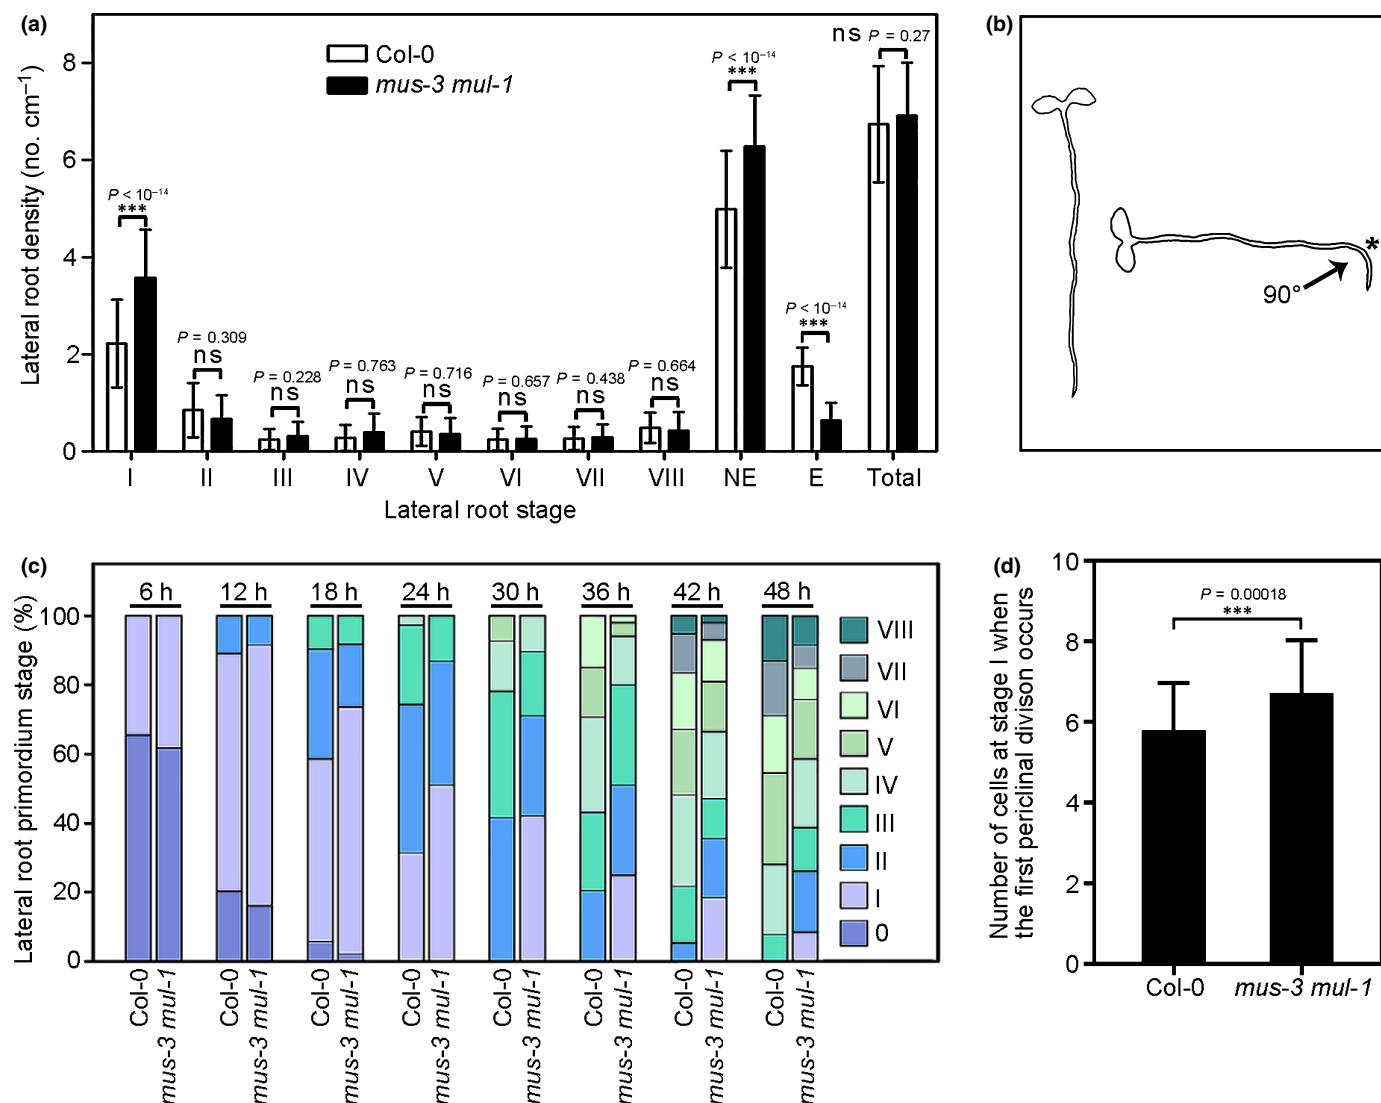 (a)
Lateral root density (no. cm⁻¹)
8
6
4
2
0
Col-0
mus-3 mul-1
P < 10⁻¹⁴
***
P = 0.309
ns
P = 0.228
ns
P = 0.763
ns
P = 0.716
ns
P = 0.657
ns
P = 0.438
ns
P = 0.664
ns
P < 10⁻¹⁴
***
P < 10⁻¹⁴
***
ns P = 0.27
I II III IV V VI VII VIII NE E Total
Lateral root stage
(b)
*
90°
(c)
Lateral root primordium stage (%)
100
80
60
40
20
0
6 h 12 h 18 h 24 h 30 h 36 h 42 h 48 h
VIII
VII
VI
V
IV
III
II
I
0
Col-0 mus-3 mul-1 Col-0 mus-3 mul-1 Col-0 mus-3 mul-1 Col-0 mus-3 mul-1 Col-0 mus-3 mul-1 Col-0 mus-3 mul-1 Col-0 mus-3 mul-1 Col-0 mus-3 mul-1
(d)
Number of cells at stage I when
the first periclinal divison occurs
10
8
6
4
2
0
P = 0.00018
***
Col-0 mus-3 mul-1